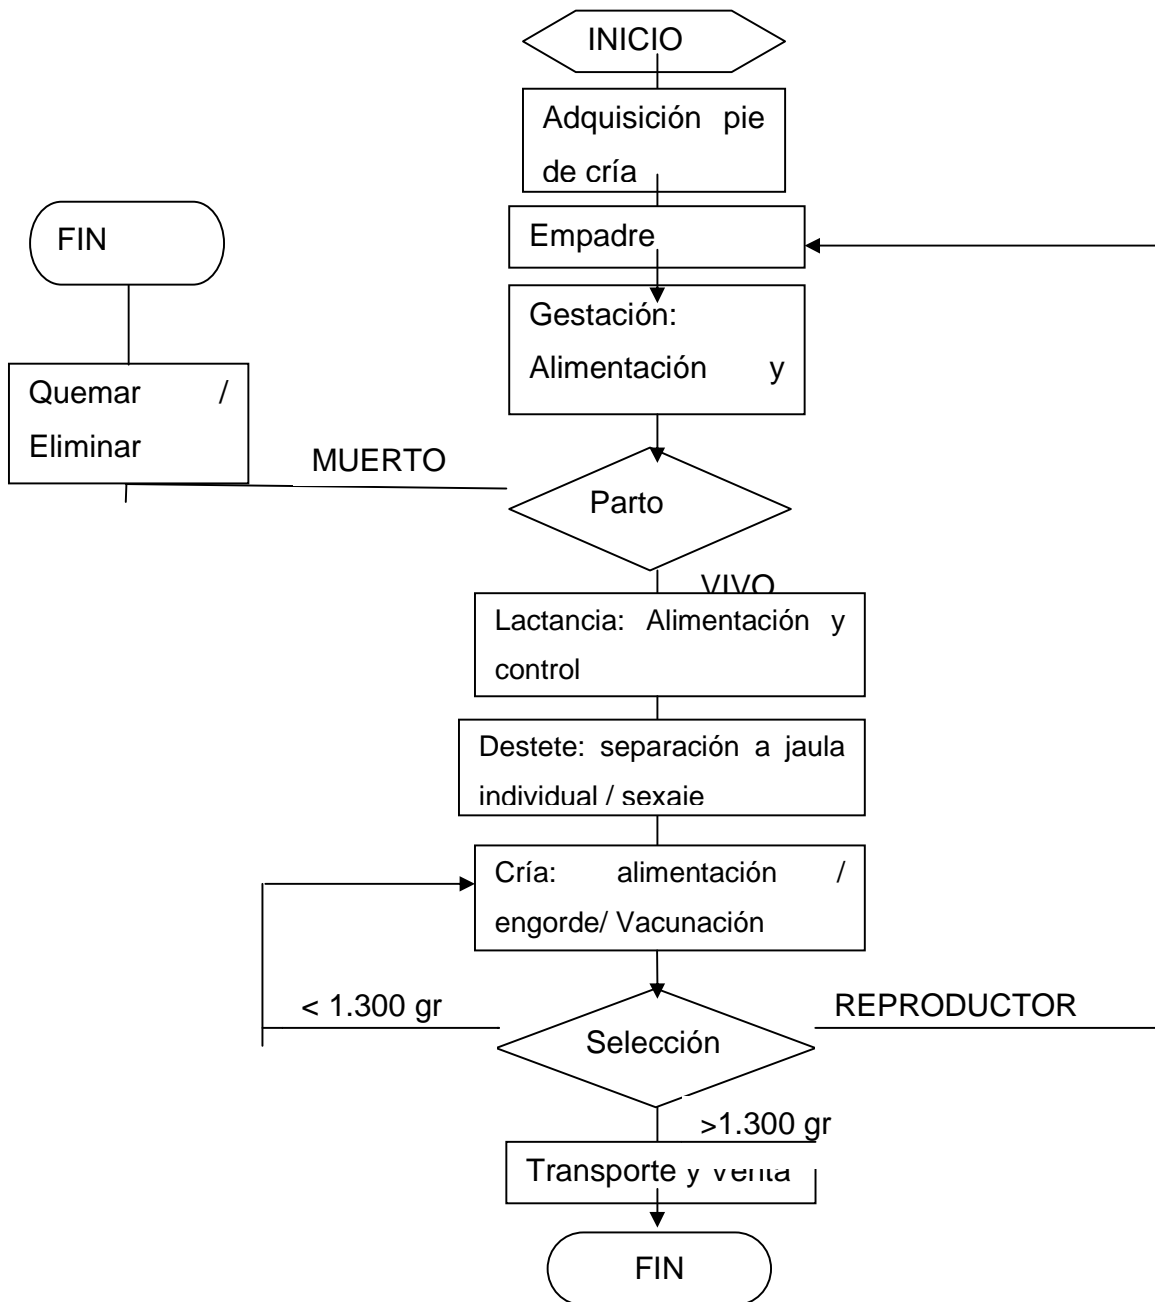 INICIO
Adquisición pie
de cría
Empadre
Gestación:
Alimentación y
FIN
Quemar /
Eliminar
MUERTO
Parto
VIVO
Lactancia: Alimentación y
control
Destete: separación a jaula
individual / sexaje
Cría: alimentación /
engorde/ Vacunación
< 1.300 gr
Selección
REPRODUCTOR
>1.300 gr
Transporte y venta
FIN